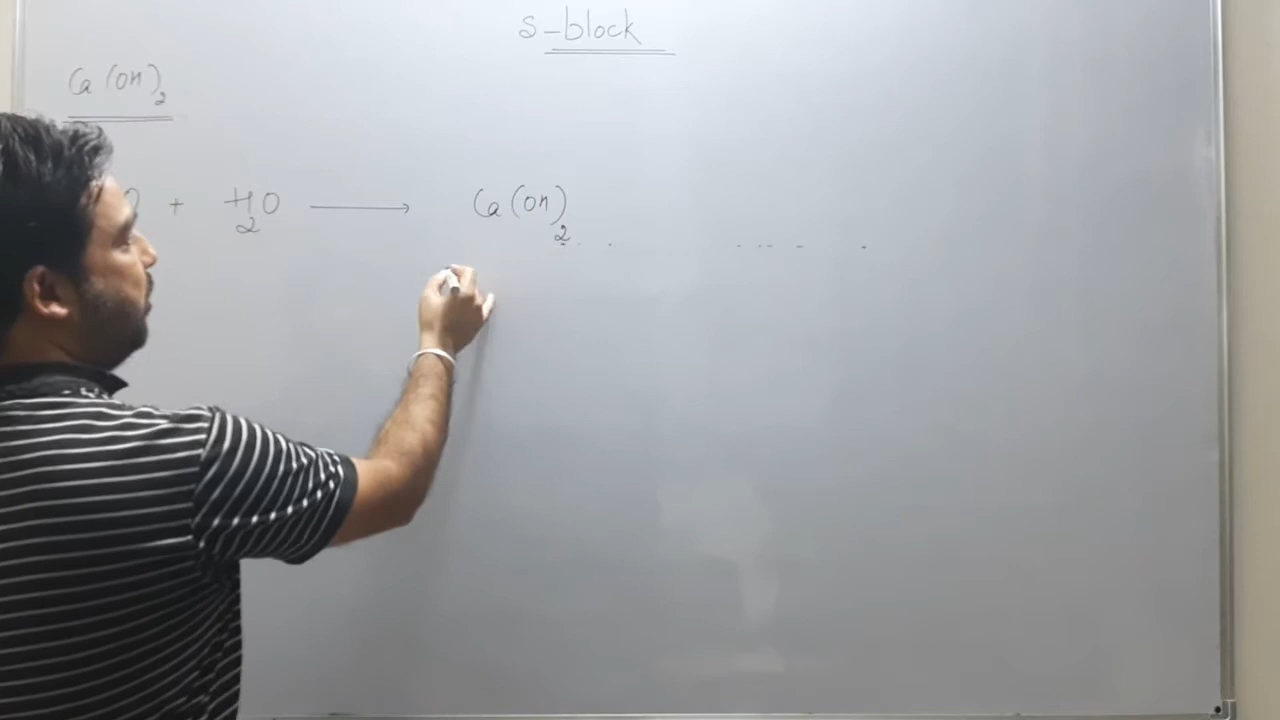 s-block
Ca(OH)₂
O + H₂O ⟶ Ca(OH)₂